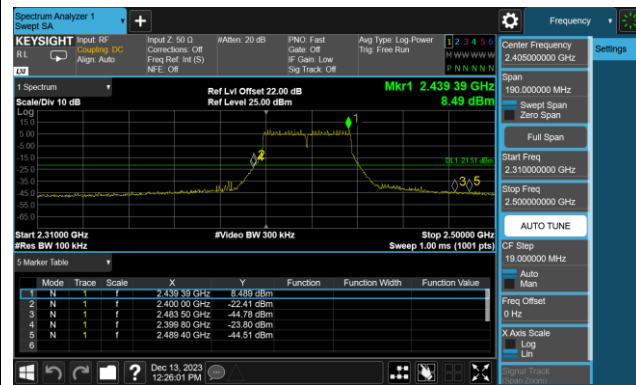 Spectrum Analyzer 1
Swept SA
Frequency
KEYSIGHT
Input: RF
Input Z: 50 Ω
#Atten: 20 dB
PNO: Fast
Avg Type: Log-Power
1 2 3 4 5 6
R L
Coupling: DC
Corrections: Off
Gate: Off
Trig: Free Run
M W W W W W
Align: Auto
Freq Ref: Int (S)
IF Gain: Low
P N N N N N
LXI
NFE: Off
Sig Track: Off
Center Frequency
2.405000000 GHz
Settings
1 Spectrum
Ref Lvl Offset 22.00 dB
Mkr1 2.439 39 GHz
Scale/Div 10 dB
Ref Level 25.00 dBm
8.49 dBm
Span
190.000000 MHz
Swept Span
Zero Span
Log
15.0
5.00
-5.00
-15.0
-25.0
-35.0
-45.0
-55.0
-65.0
1
2
3
5
DL1 -21.51 dBm
Full Span
Start Freq
2.310000000 GHz
Stop Freq
2.500000000 GHz
Start 2.31000 GHz
#Video BW 300 kHz
Stop 2.50000 GHz
#Res BW 100 kHz
Sweep 1.00 ms (1001 pts)
AUTO TUNE
CF Step
19.000000 MHz
Auto
Man
5 Marker Table
Mode Trace Scale X Y Function Function Width Function Value
1 N 1 f 2.439 39 GHz 8.489 dBm
2 N 1 f 2.400 00 GHz -22.41 dBm
3 N 1 f 2.483 50 GHz -44.78 dBm
4 N 1 f 2.399 80 GHz -23.80 dBm
5 N 1 f 2.489 40 GHz -44.51 dBm
6
Freq Offset
0 Hz
X Axis Scale
Log
Lin
Signal Track
(Span Zoom)
?
Dec 13, 2023
12:26:01 PM